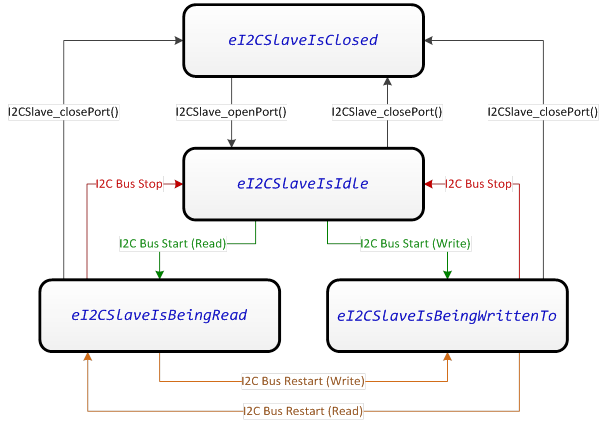 eI2CSlaveIsClosed
I2CSlave_closePort()
I2CSlave_openPort()
I2CSlave_closePort()
I2CSlave_closePort()
eI2CSlaveIsIdle
I2C Bus Stop
I2C Bus Stop
I2C Bus Start (Read)
I2C Bus Start (Write)
eI2CSlaveIsBeingRead
eI2CSlaveIsBeingWrittenTo
I2C Bus Restart (Write)
I2C Bus Restart (Read)